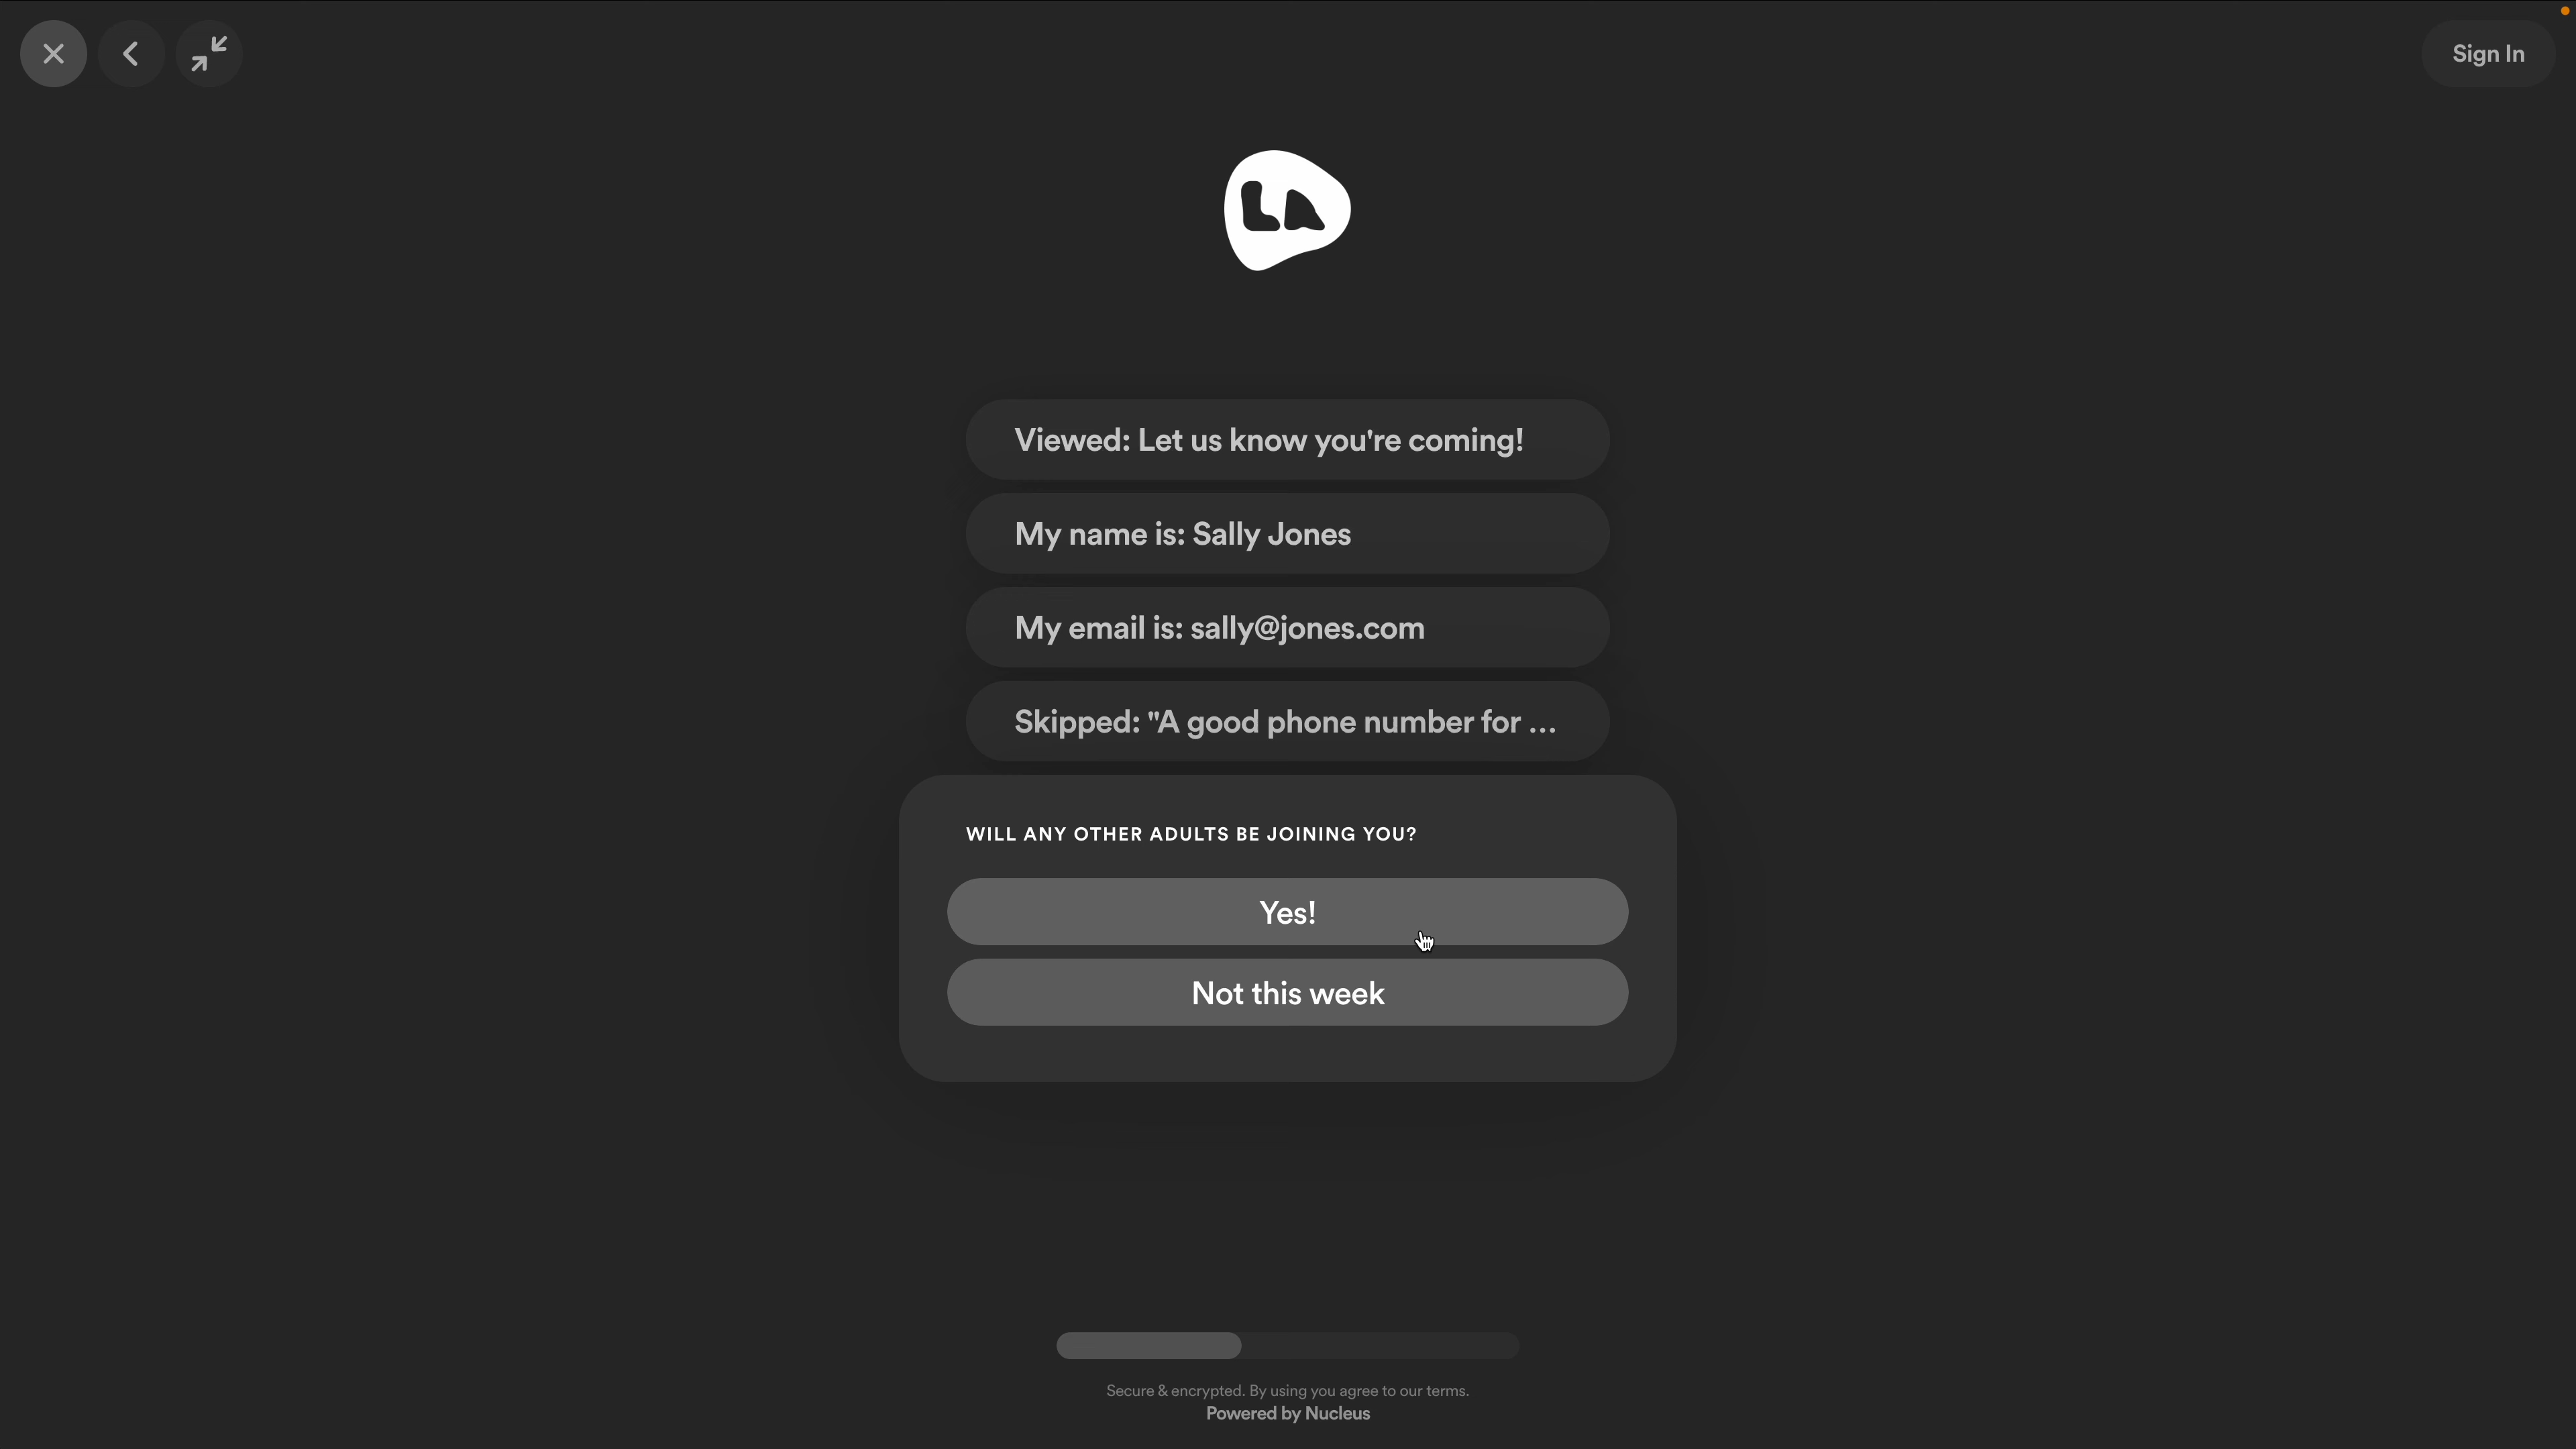 Sign In
LA
Viewed: Let us know you're coming!
My name is: Sally Jones
My email is: sally@jones.com
Skipped: "A good phone number for ...
WILL ANY OTHER ADULTS BE JOINING YOU?
Yes!
Not this week
Secure & encrypted. By using you agree to our terms.
Powered by Nucleus